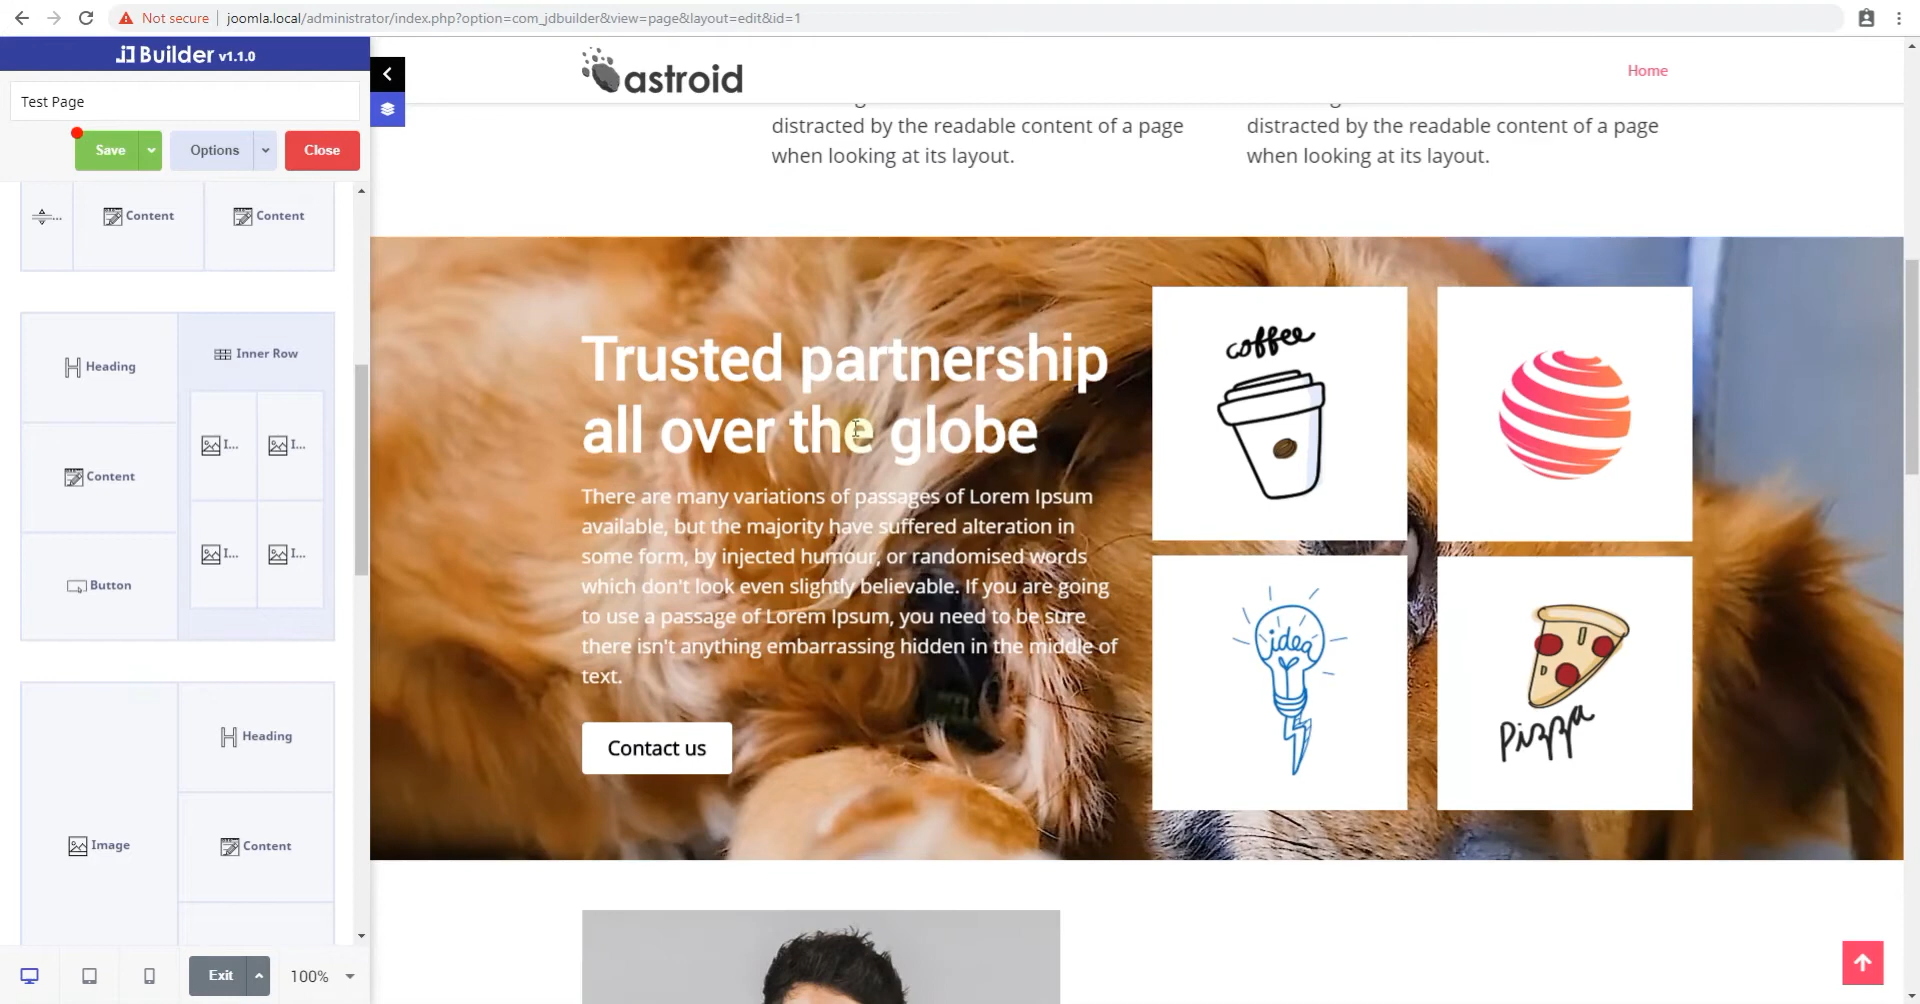 Not secure
joomla.local/administrator/index.php?option=com_jdbuilder&view=page&layout=edit&id=1
JD Builder v1.1.0
Test Page
Save
Options
Close
Content
Content
Heading
Inner Row
I...
I...
Content
I...
I...
Button
Heading
Image
Content
Exit
100%
astroid
Home
distracted by the readable content of a page
when looking at its layout.
distracted by the readable content of a page
when looking at its layout.
Trusted partnership
all over the globe
There are many variations of passages of Lorem Ipsum
available, but the majority have suffered alteration in
some form, by injected humour, or randomised words
which don't look even slightly believable. If you are going
to use a passage of Lorem Ipsum, you need to be sure
there isn't anything embarrassing hidden in the middle of
text.
Contact us
coffee
idea
Pizza